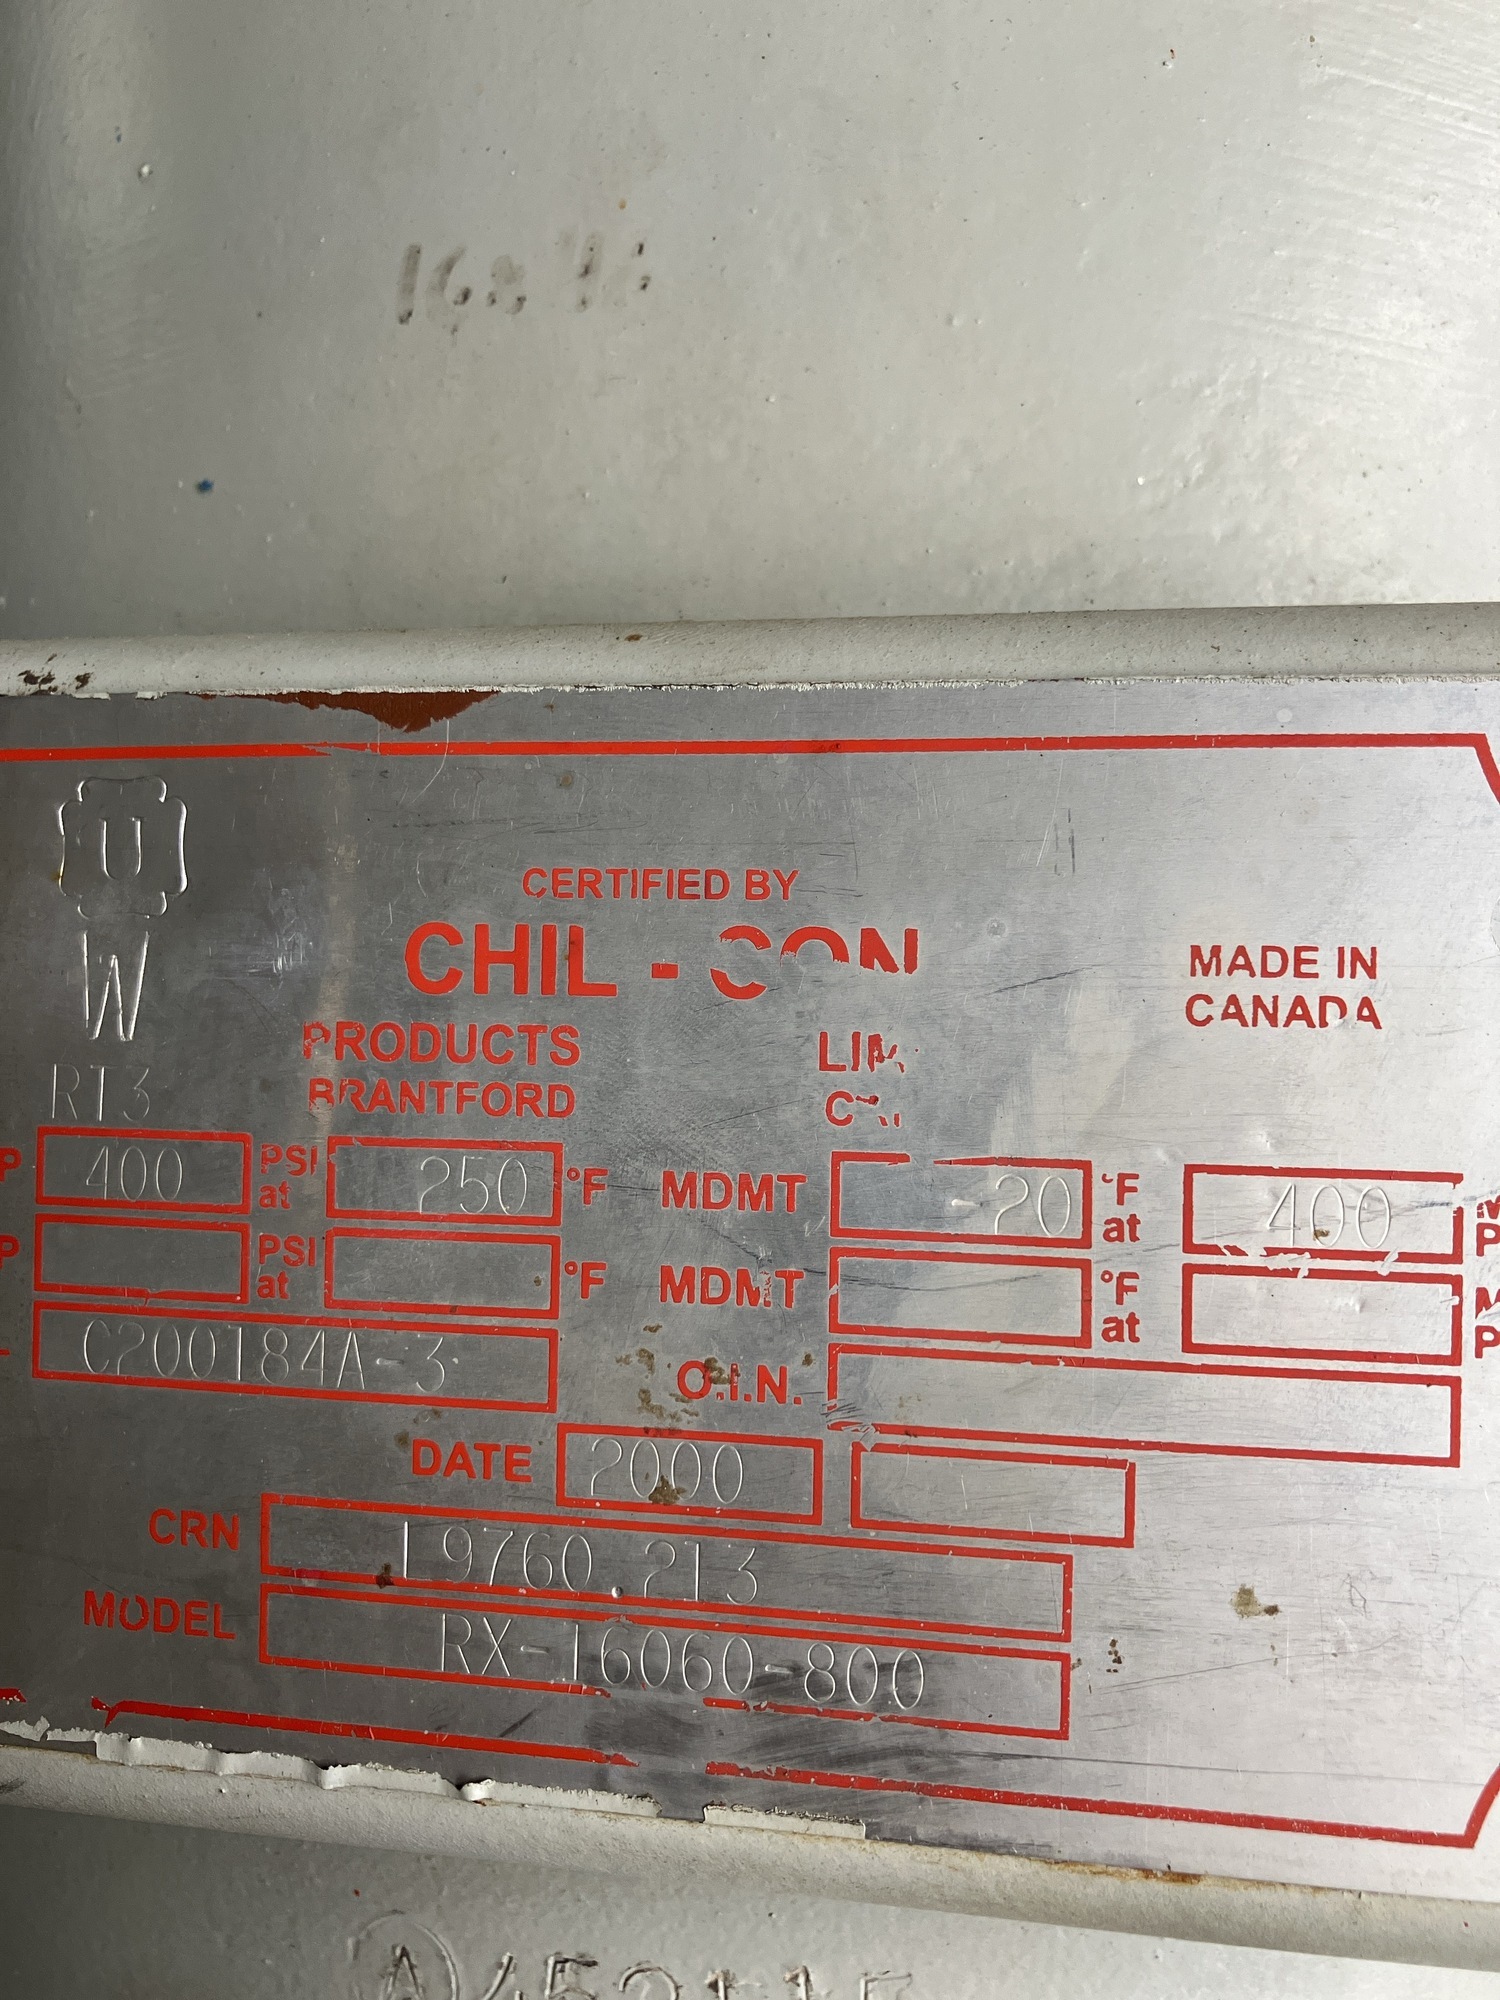 U
W
RT3
CERTIFIED BY
CHIL - CON
PRODUCTS
BRANTFORD
MADE IN
CANADA
P 400 PSI at 250 °F MDMT -20 °F at 400
P PSI at °F MDMT °F at
C200184A-3 O.I.N.
DATE 2000
CRN L9760.213
MODEL RX-16060-800